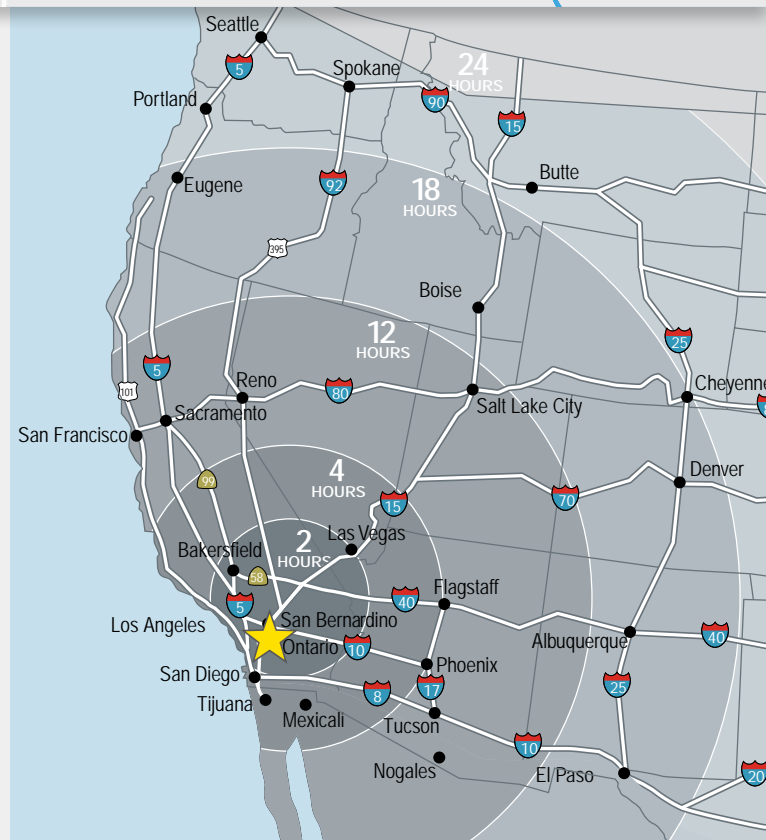 Seattle
5
Spokane
24
HOURS
90
15
Portland
Butte
92
18
HOURS
Eugene
395
Boise
25
12
HOURS
5
Reno
80
Cheyenne
101
Salt Lake City
Sacramento
San Francisco
4
HOURS
99
15
70
Denver
2
HOURS
Las Vegas
Bakersfield
58
5
40
Flagstaff
San Bernardino
Los Angeles
Ontario
10
Albuquerque
40
San Diego
Phoenix
8
17
25
Tijuana
Mexicali
Tucson
10
Nogales
El Paso
20